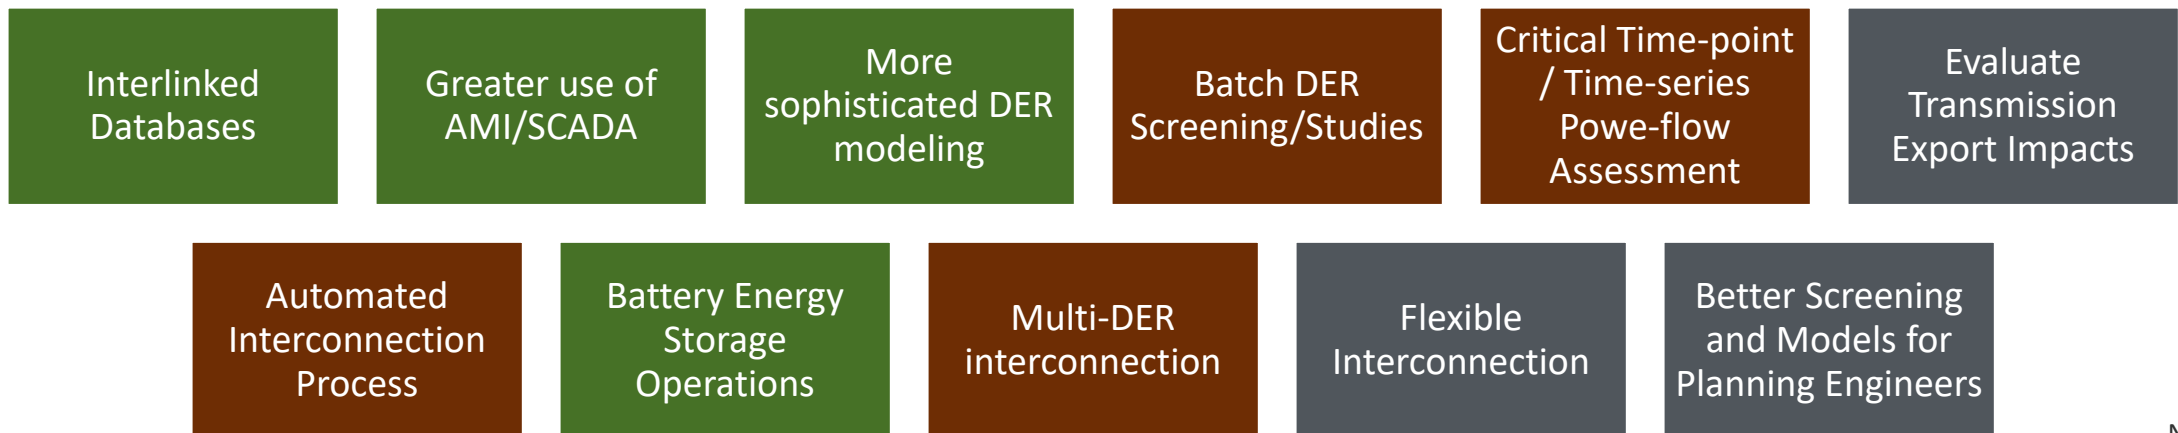 Interlinked
Databases
Greater use of
AMI/SCADA
More
sophisticated DER
modeling
Batch DER
Screening/Studies
Critical Time-point
/ Time-series
Powe-flow
Assessment
Evaluate
Transmission
Export Impacts
Automated
Interconnection
Process
Battery Energy
Storage
Operations
Multi-DER
interconnection
Flexible
Interconnection
Better Screening
and Models for
Planning Engineers